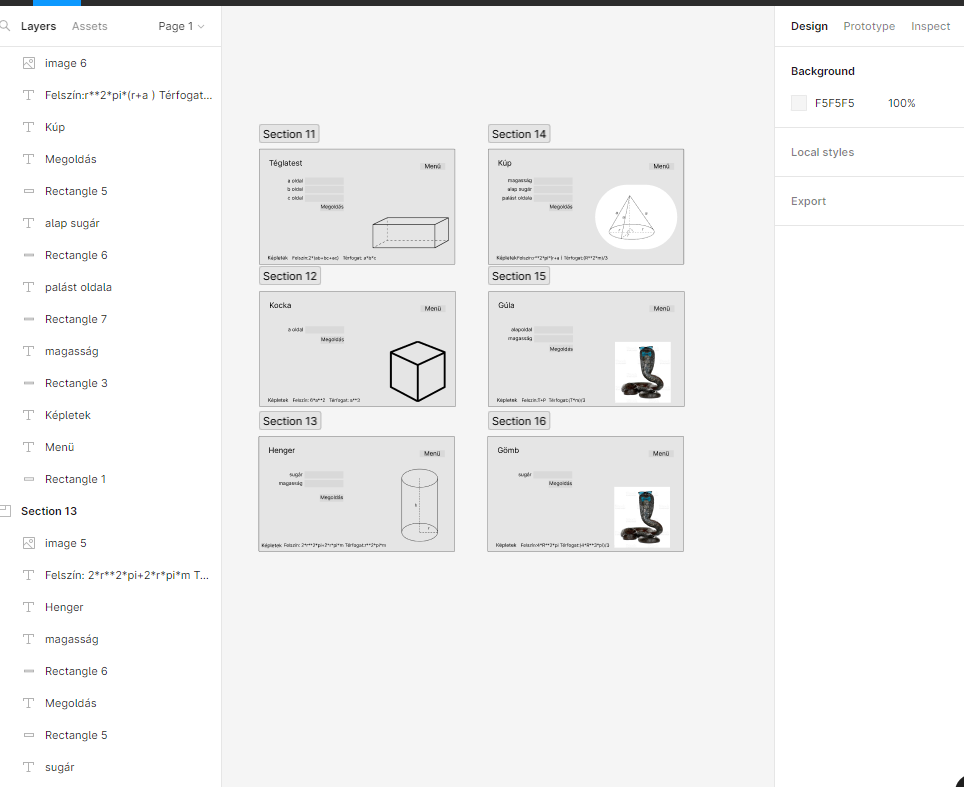 Layers Assets Page 1
image 6
Felszín:r**2*pi*(r+a ) Térfogat...
Kúp
Megoldás
Rectangle 5
alap sugár
Rectangle 6
palást oldala
Rectangle 7
magasság
Rectangle 3
Képletek
Menü
Rectangle 1
Section 13
image 5
Felszín: 2*r**2*pi+2*r*pi*m T...
Henger
magasság
Rectangle 6
Megoldás
Rectangle 5
sugár
Section 11
Téglatest
Menü
a oldal
b oldal
c oldal
Megoldás
Képletek Felszín:2*(ab+bc+ac) Térfogat: a*b*c
Section 14
Kúp
Menü
magasság
alap sugár
palást oldala
Megoldás
Képletek Felszín:r**2*pi*(r+a ) Térfogat:(R**2*m)/3
Section 12
Kocka
Menü
a oldal
Megoldás
Képletek Felszín: 6*a**2 Térfogat: a**3
Section 15
Gúla
Menü
alapoldal
magasság
Megoldás
Képletek Felszín:T+P Térfogat:(T*m)/3
Section 13
Henger
Menü
sugár
magasság
Megoldás
Képletek Felszín: 2*r**2*pi+2*r*pi*m Térfogat:r**2*pi*m
Section 16
Gömb
Menü
sugár
Megoldás
Képletek Felszín:4*R**2*pi Térfogat:(4*R**3*pi)/3
Design Prototype Inspect
Background
F5F5F5 100%
Local styles
Export